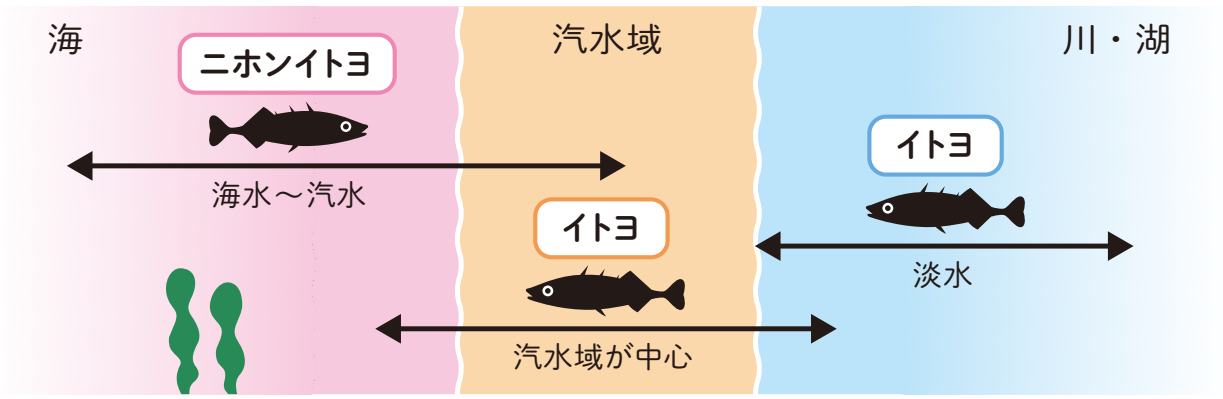 海
汽水域
川・湖
ニホンイトヨ
海水～汽水
イトヨ
汽水域が中心
イトヨ
淡水